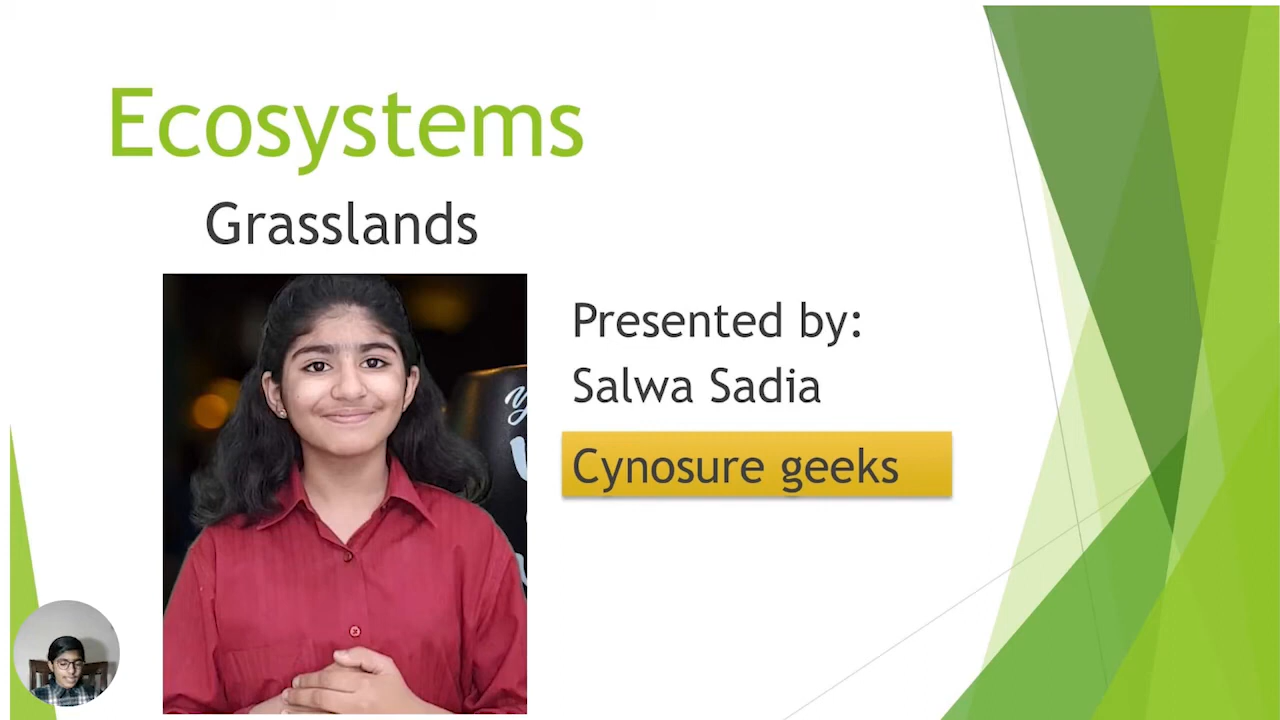 Ecosystems
Grasslands
Presented by:
Salwa Sadia
Cynosure geeks